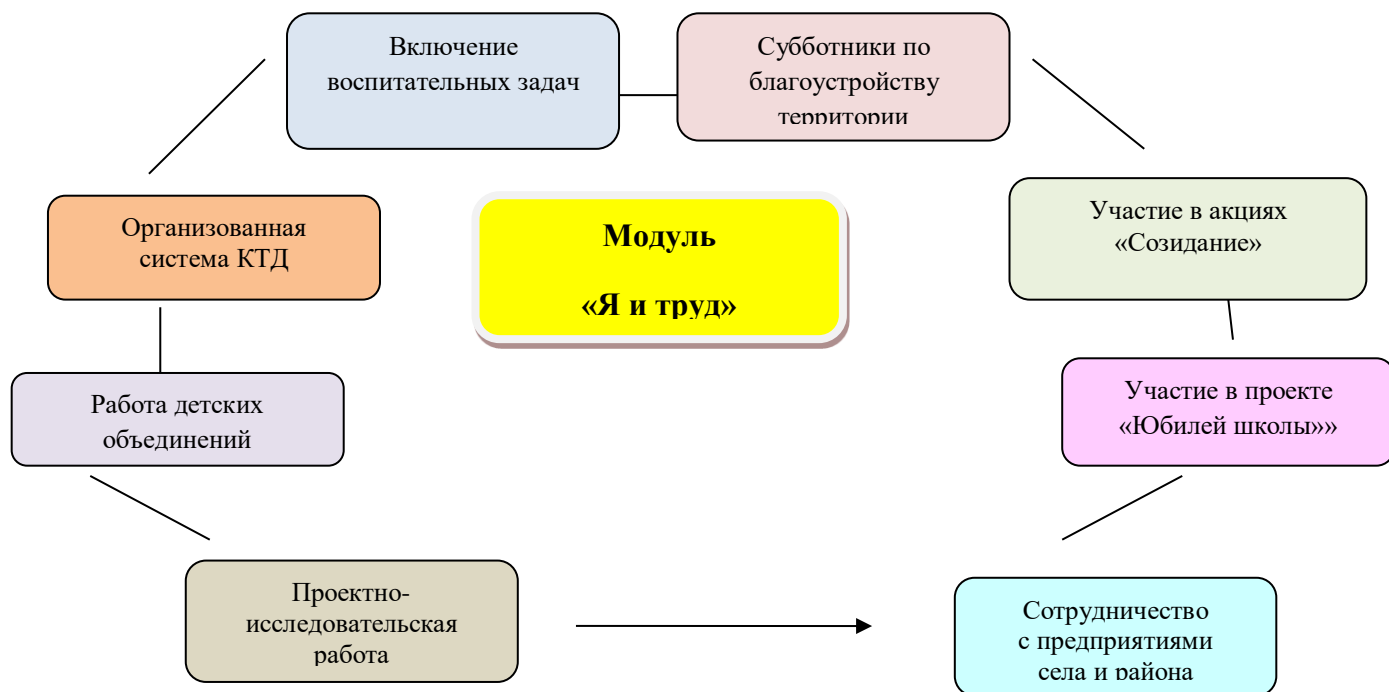 Включение
воспитательных задач
Субботники по
благоустройству
территории
Организованная
система КТД
Модуль
«Я и труд»
Участие в акциях
«Созидание»
Работа детских
объединений
Участие в проекте
«Юбилей школы»»
Проектно-
исследовательская
работа
Сотрудничество
с предприятиями
села и района